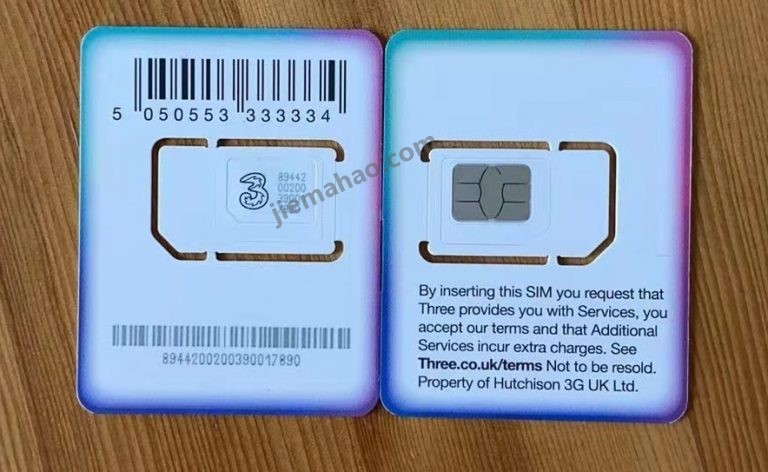 5 050553 333334
3
89442
00200
jiemahao.com
8944200200390017890
By inserting this SIM you request that
Three provides you with Services, you
accept our terms and that Additional
Services incur extra charges. See
Three.co.uk/terms Not to be resold.
Property of Hutchison 3G UK Ltd.